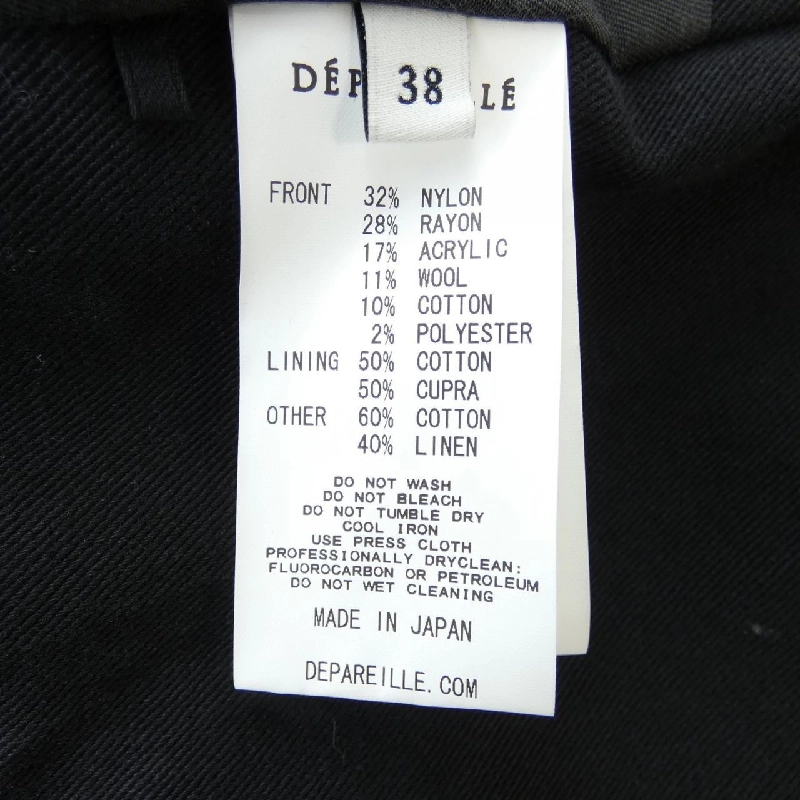 DÉP LÉ
38
FRONT 32% NYLON
28% RAYON
17% ACRYLIC
11% WOOL
10% COTTON
2% POLYESTER
LINING 50% COTTON
50% CUPRA
OTHER 60% COTTON
40% LINEN
DO NOT WASH
DO NOT BLEACH
DO NOT TUMBLE DRY
COOL IRON
USE PRESS CLOTH
PROFESSIONALLY DRYCLEAN:
FLUOROCARBON OR PETROLEUM
DO NOT WET CLEANING
MADE IN JAPAN
DEPAREILLE.COM